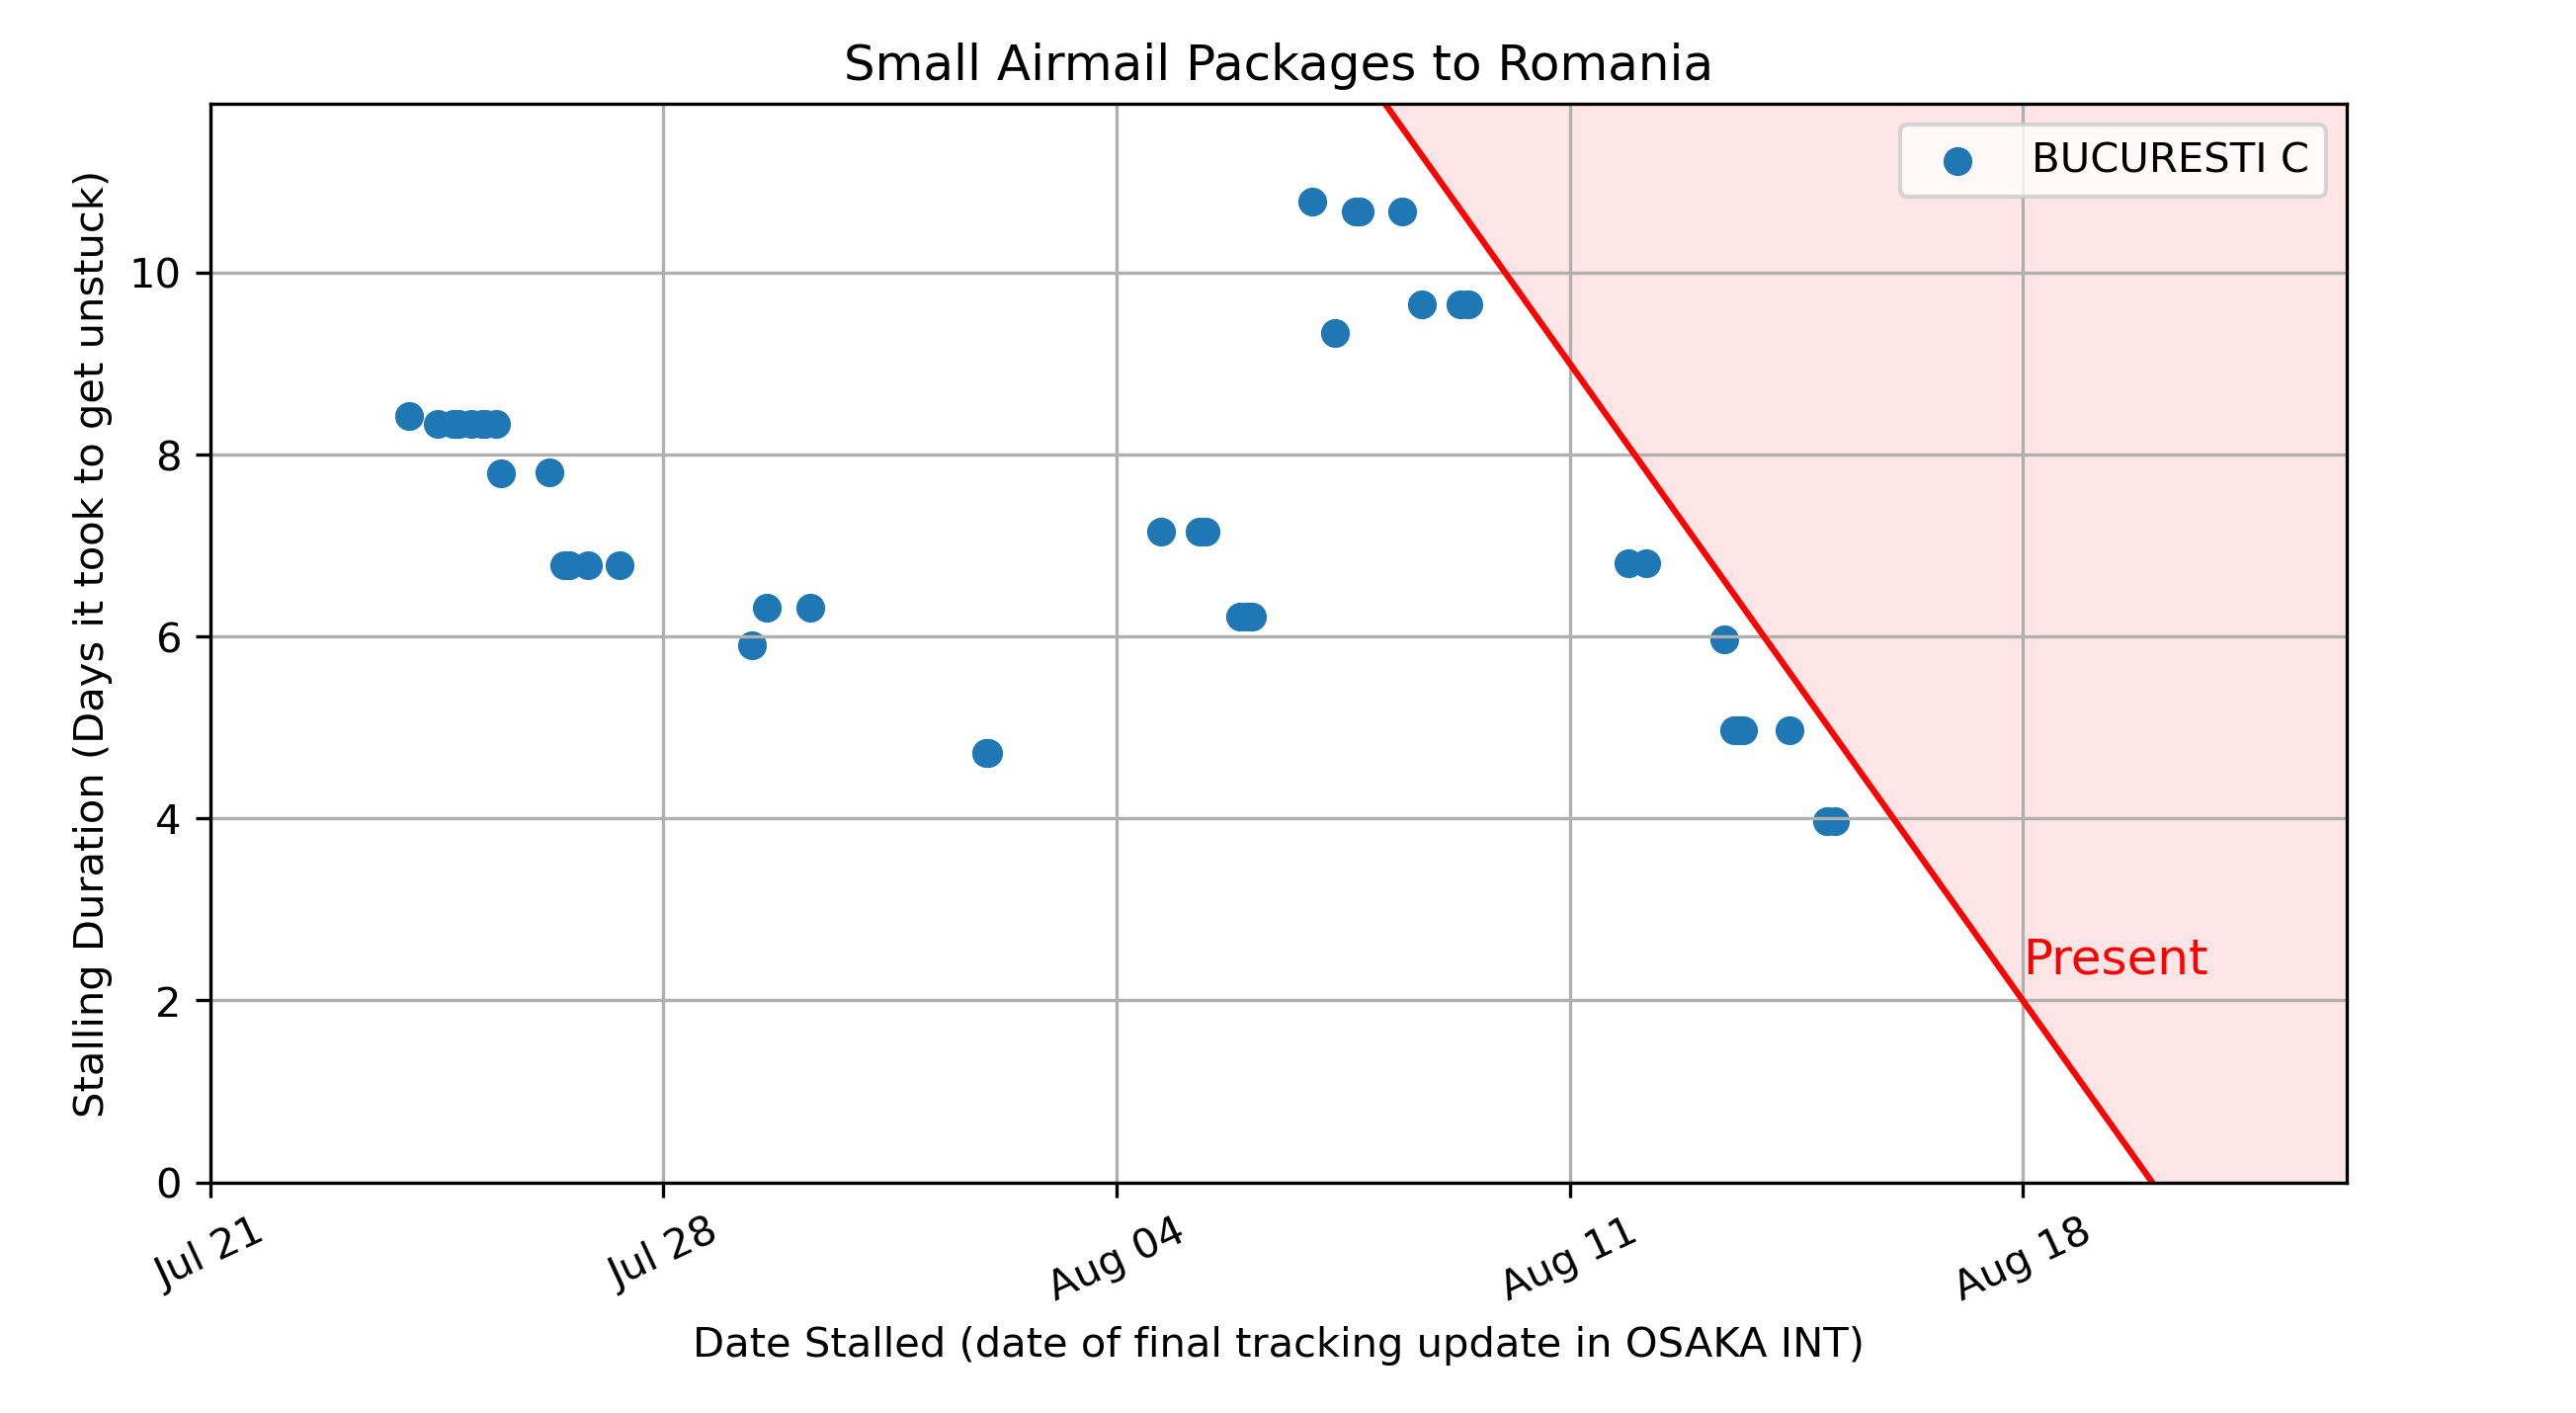 Small Airmail Packages to Romania
BUCURESTI C
Stalling Duration (Days it took to get unstuck)
10
8
6
4
2
0
Present
Jul 21
Jul 28
Aug 04
Aug 11
Aug 18
Date Stalled (date of final tracking update in OSAKA INT)